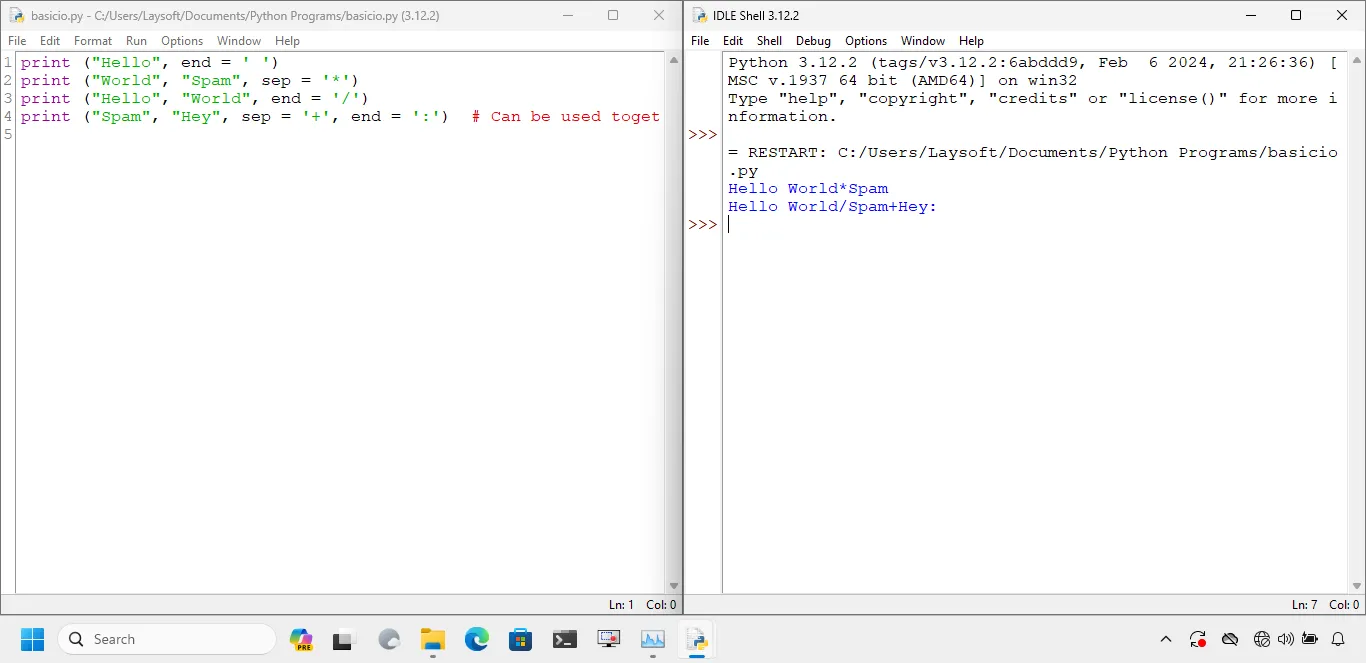 basicio.py - C:/Users/Laysoft/Documents/Python Programs/basicio.py (3.12.2)
File Edit Format Run Options Window Help
1 print ("Hello", end = ' ')
2 print ("World", "Spam", sep = '*')
3 print ("Hello", "World", end = '/')
4 print ("Spam", "Hey", sep = '+', end = ':')  # Can be used toget
5
Ln: 1 Col: 0
IDLE Shell 3.12.2
File Edit Shell Debug Options Window Help
Python 3.12.2 (tags/v3.12.2:6abddd9, Feb  6 2024, 21:26:36) [
MSC v.1937 64 bit (AMD64)] on win32
Type "help", "copyright", "credits" or "license()" for more i
nformation.
>>>
= RESTART: C:/Users/Laysoft/Documents/Python Programs/basicio
.py
Hello World*Spam
Hello World/Spam+Hey:
>>>
Ln: 7 Col: 0
Search
PRE